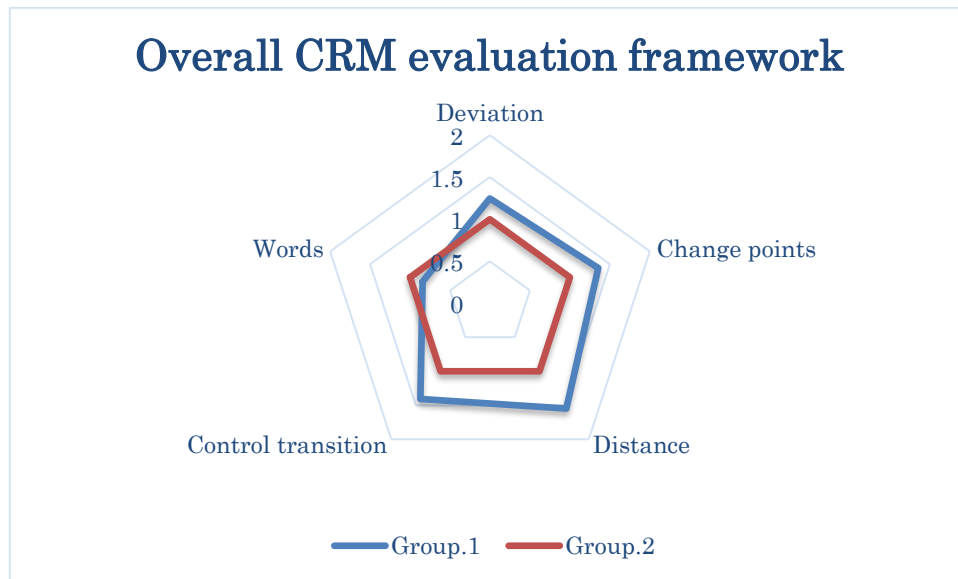 Overall CRM evaluation framework
Deviation
2
1.5
1
0.5
0
Words
Change points
Control transition
Distance
Group.1
Group.2